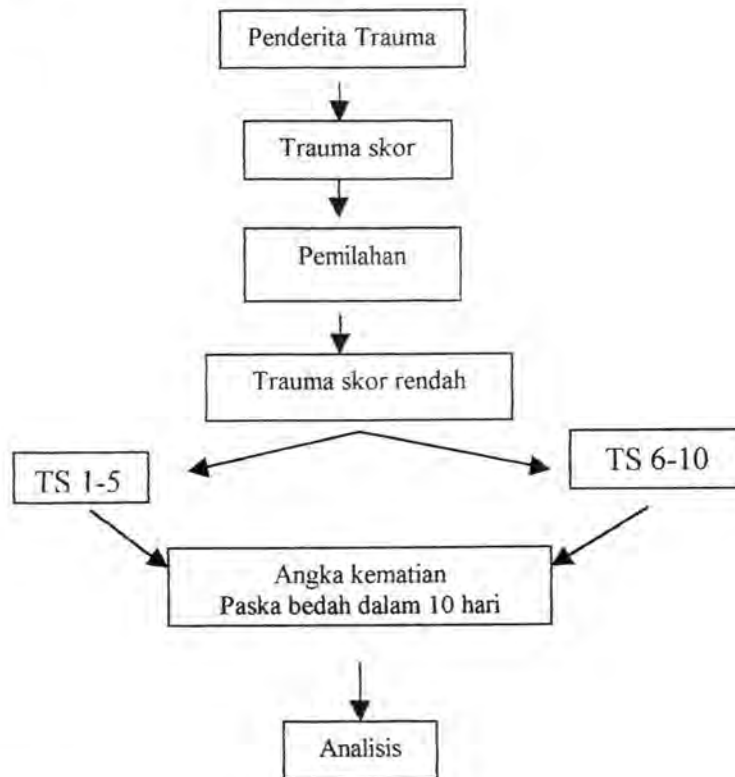 Penderita Trauma
Trauma skor
Pemilahan
Trauma skor rendah
TS 1-5
TS 6-10
Angka kematian
Paska bedah dalam 10 hari
Analisis